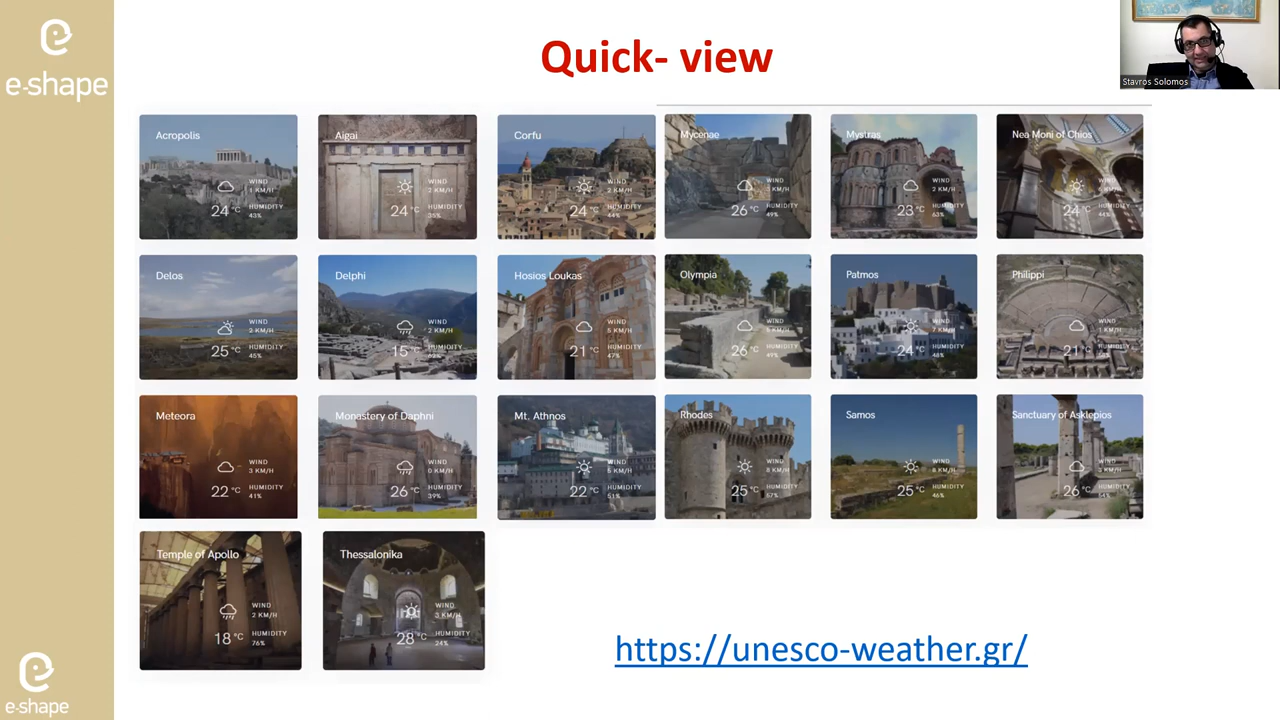 e-shape
Quick- view
Stavros Solomos
Acropolis
WIND
1 KM/H
24 °C
HUMIDITY
43%
Aigai
WIND
2 KM/H
24 °C
HUMIDITY
35%
Corfu
WIND
2 KM/H
24 °C
HUMIDITY
44%
Mycenae
WIND
KM/H
26 °C
HUMIDITY
49%
Mystras
WIND
2 KM/H
23 °C
HUMIDITY
63%
Nea Moni of Chios
WIND
6 KM/H
24 °C
HUMIDITY
44%
Delos
WIND
2 KM/H
25 °C
HUMIDITY
45%
Delphi
WIND
2 KM/H
15 °C
HUMIDITY
Hosios Loukas
WIND
5 KM/H
21 °C
HUMIDITY
47%
Olympia
WIND
5 KM/H
26 °C
HUMIDITY
49%
Patmos
WIND
7 KM/H
24 °C
HUMIDITY
48%
Philippi
WIND
1 KM/H
21 °C
HUMIDITY
Meteora
WIND
3 KM/H
22 °C
HUMIDITY
41%
Monastery of Daphni
WIND
0 KM/H
26 °C
HUMIDITY
39%
Mt. Athnos
WIND
5 KM/H
22 °C
HUMIDITY
51%
Rhodes
WIND
8 KM/H
25 °C
HUMIDITY
57%
Samos
WIND
8 KM/H
25 °C
HUMIDITY
46%
Sanctuary of Asklepios
WIND
3 KM/H
26 °C
HUMIDITY
54%
Temple of Apollo
WIND
2 KM/H
18 °C
HUMIDITY
76%
Thessalonika
WIND
3 KM/H
28 °C
HUMIDITY
24%
https://unesco-weather.gr/
e-shape